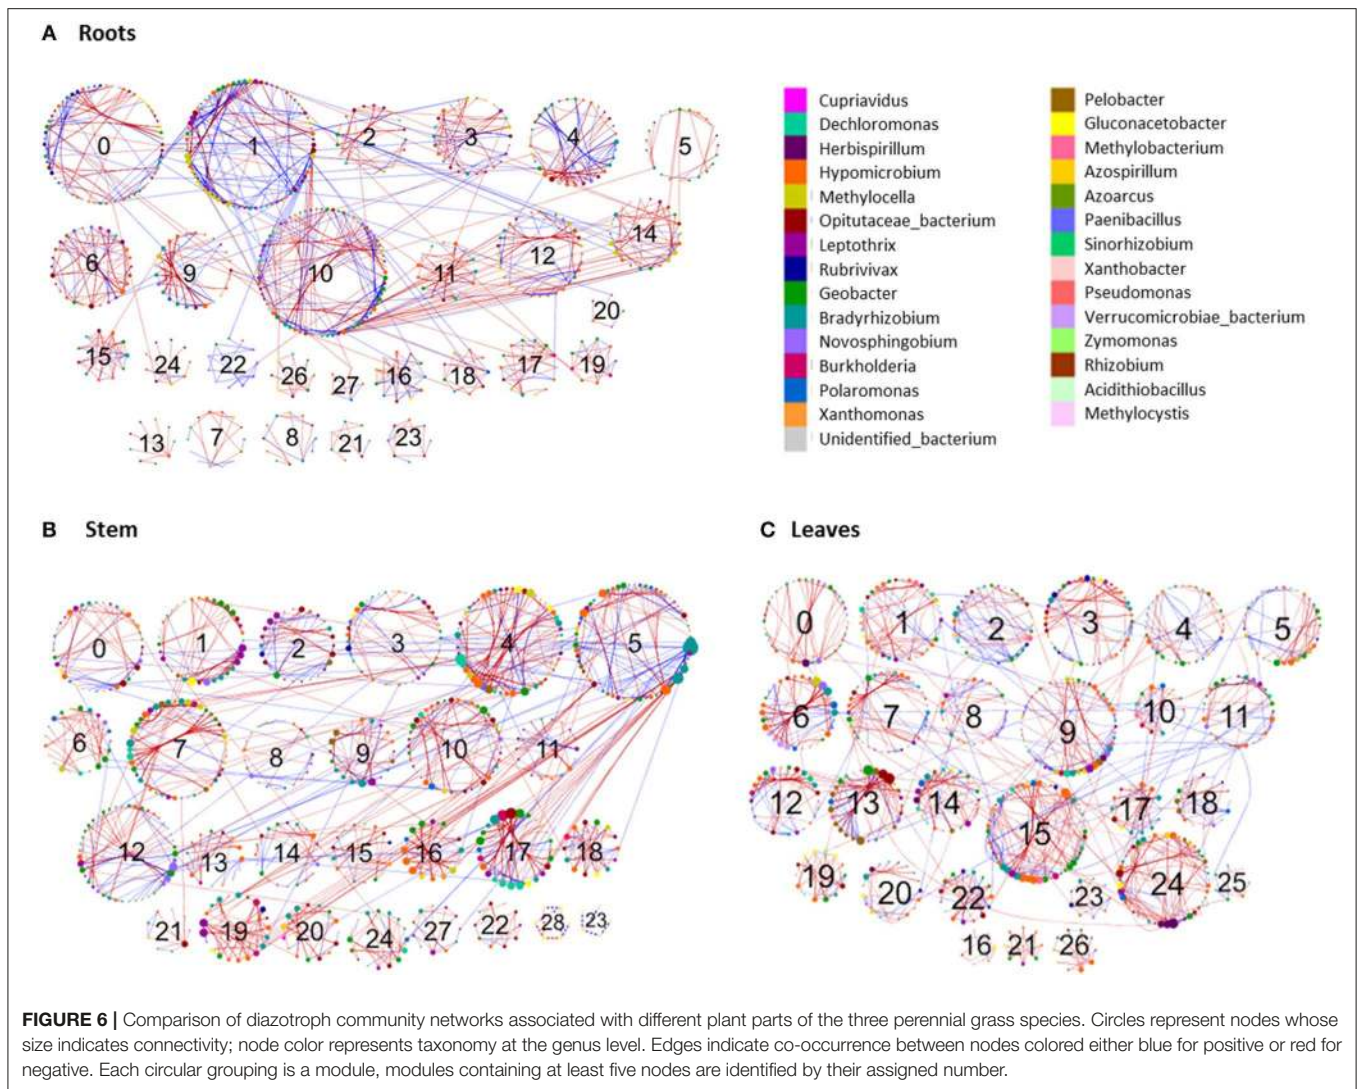 A Roots
0
1
2
3
4
5
6
9
10
11
12
14
20
15
24
22
26
27
16
18
17
19
13
7
8
21
23
Cupriavidus
Dechloromonas
Herbispirillum
Hypomicrobium
Methylocella
Opitutaceae_bacterium
Leptothrix
Rubrivivax
Geobacter
Bradyrhizobium
Novosphingobium
Burkholderia
Polaromonas
Xanthomonas
Unidentified_bacterium
Pelobacter
Gluconacetobacter
Methylobacterium
Azospirillum
Azoarcus
Paenibacillus
Sinorhizobium
Xanthobacter
Pseudomonas
Verrucomicrobiae_bacterium
Zymomonas
Rhizobium
Acidithiobacillus
Methylocystis
B Stem
0
1
2
3
4
5
6
7
8
9
10
11
12
13
14
15
16
17
18
21
19
20
24
27
22
28
23
C Leaves
0
1
2
3
4
5
6
7
8
9
10
11
12
13
14
15
17
18
19
20
22
23
24
25
16
21
26
FIGURE 6 | Comparison of diazotroph community networks associated with different plant parts of the three perennial grass species. Circles represent nodes whose
size indicates connectivity; node color represents taxonomy at the genus level. Edges indicate co-occurrence between nodes colored either blue for positive or red for
negative. Each circular grouping is a module, modules containing at least five nodes are identified by their assigned number.